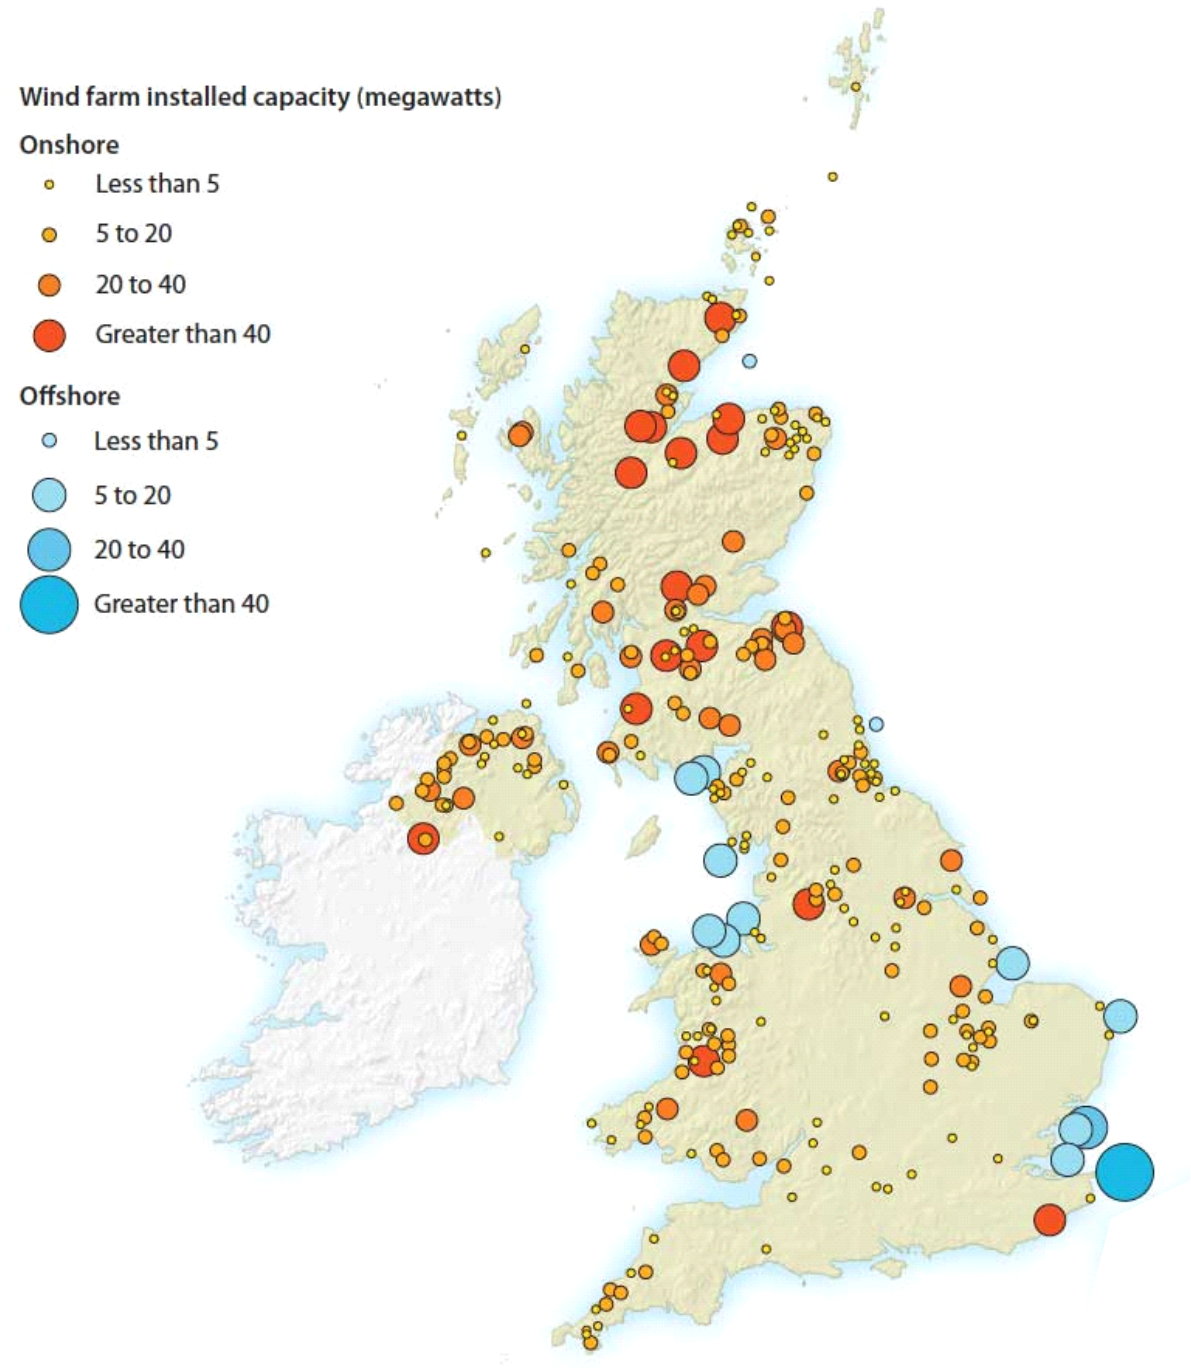 Wind farm installed capacity (megawatts)
Onshore
Less than 5
5 to 20
20 to 40
Greater than 40
Offshore
Less than 5
5 to 20
20 to 40
Greater than 40